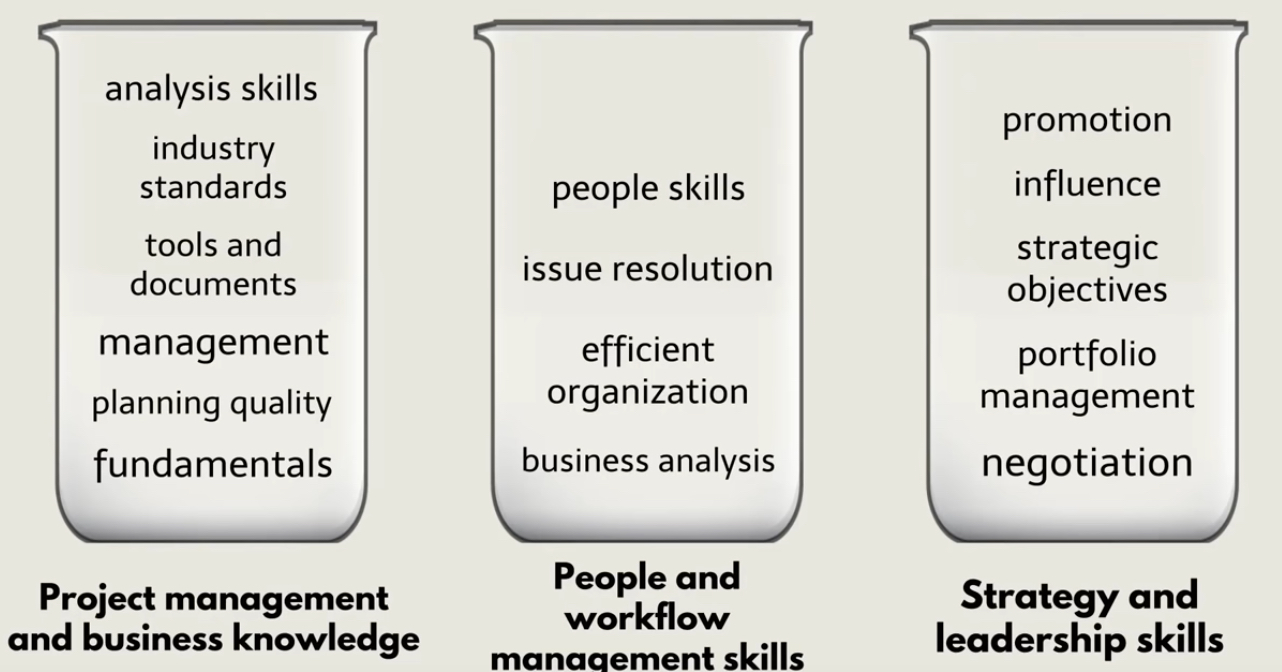 analysis skills
industry
standards
tools and
documents
management
planning quality
fundamentals
Project management
and business knowledge
people skills
issue resolution
efficient
organization
business analysis
People and
workflow
management skills
promotion
influence
strategic
objectives
portfolio
management
negotiation
Strategy and
leadership skills